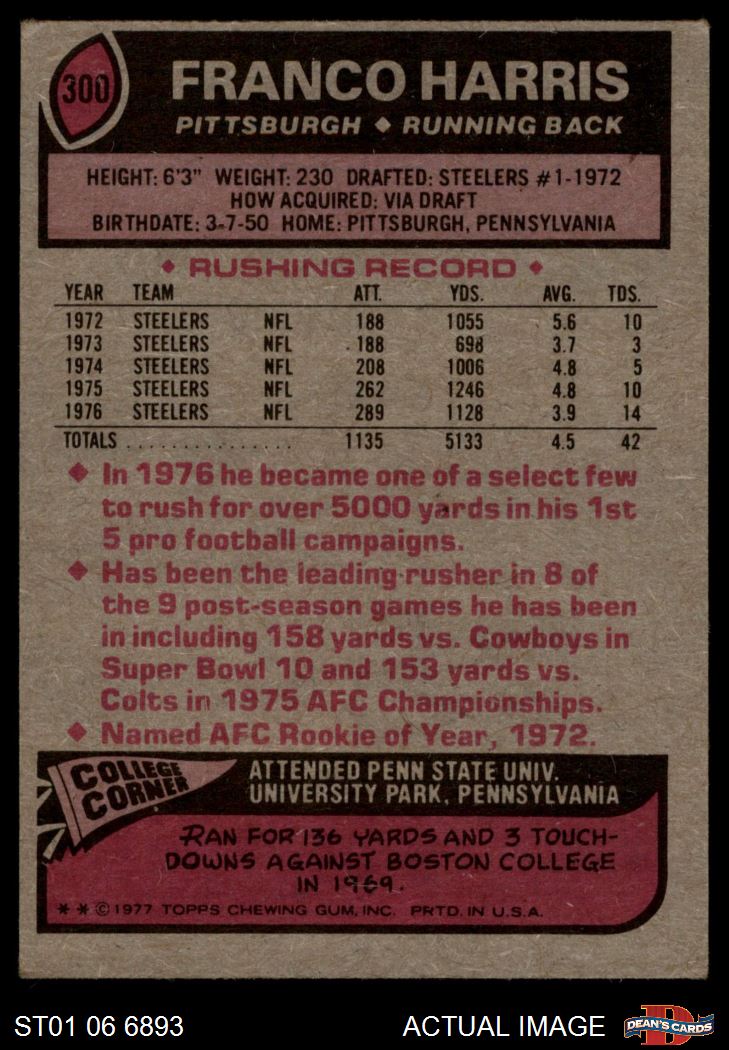 300
FRANCO HARRIS
PITTSBURGH ♦ RUNNING BACK
HEIGHT: 6'3" WEIGHT: 230 DRAFTED: STEELERS #1-1972
HOW ACQUIRED: VIA DRAFT
BIRTHDATE: 3-7-50 HOME: PITTSBURGH, PENNSYLVANIA
♦ RUSHING RECORD ♦
YEAR TEAM ATT. YDS. AVG. TDS.
1972 STEELERS NFL 188 1055 5.6 10
1973 STEELERS NFL 188 698 3.7 3
1974 STEELERS NFL 208 1006 4.8 5
1975 STEELERS NFL 262 1246 4.8 10
1976 STEELERS NFL 289 1128 3.9 14
TOTALS . . . . . . . . . . . . . . . 1135 5133 4.5 42
♦ In 1976 he became one of a select few
to rush for over 5000 yards in his 1st
5 pro football campaigns.
♦ Has been the leading rusher in 8 of
the 9 post-season games he has been
in including 158 yards vs. Cowboys in
Super Bowl 10 and 153 yards vs.
Colts in 1975 AFC Championships.
♦ Named AFC Rookie of Year, 1972.
COLLEGE
CORNER
ATTENDED PENN STATE UNIV.
UNIVERSITY PARK, PENNSYLVANIA
RAN FOR 136 YARDS AND 3 TOUCH-
DOWNS AGAINST BOSTON COLLEGE
IN 1969.
* * © 1977 TOPPS CHEWING GUM, INC. PRTD. IN U.S.A.
ST01 06 6893 ACTUAL IMAGE
D
DEAN'S CARDS